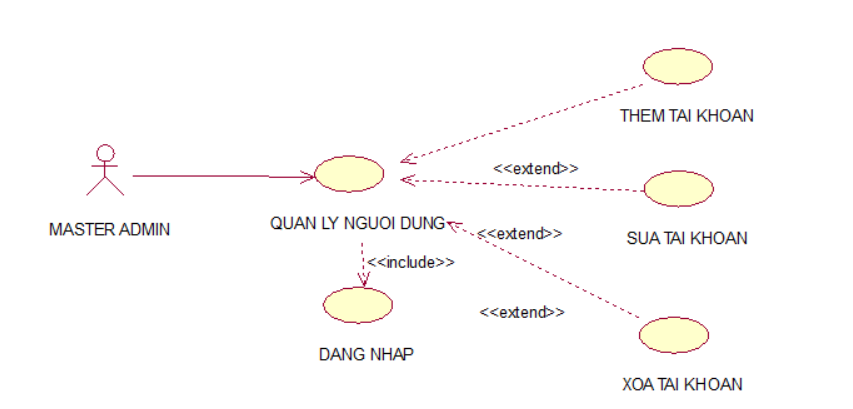 THEM TAI KHOAN
<<extend>>
MASTER ADMIN
QUAN LY NGUOI DUNG
<<extend>>
SUA TAI KHOAN
<<include>>
<<extend>>
DANG NHAP
XOA TAI KHOAN